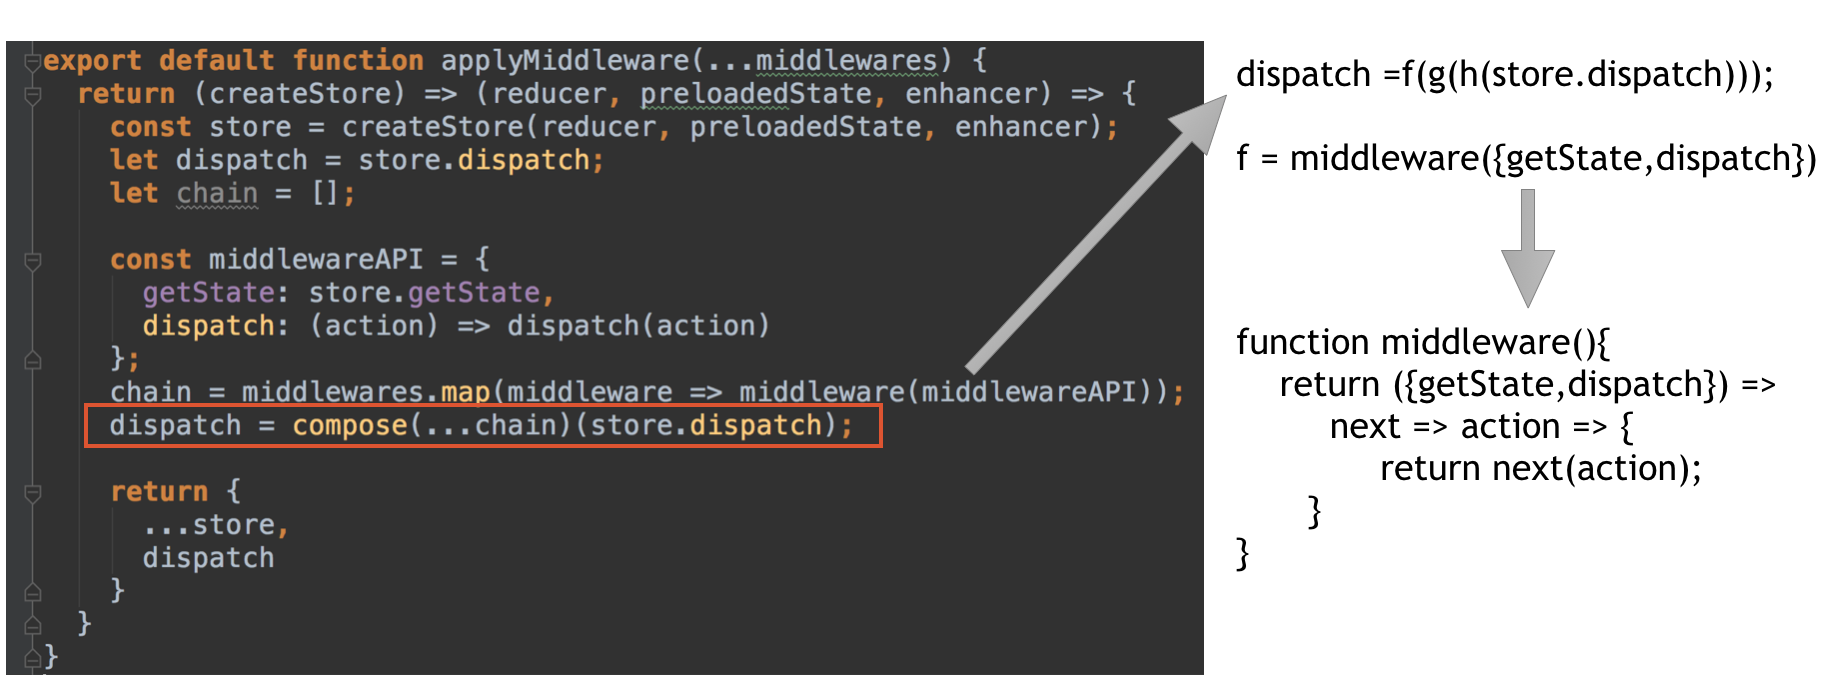 export default function applyMiddleware(...middlewares) {
return (createStore) => (reducer, preloadedState, enhancer) => {
const store = createStore(reducer, preloadedState, enhancer);
let dispatch = store.dispatch;
let chain = [];
const middlewareAPI = {
getState: store.getState,
dispatch: (action) => dispatch(action)
};
chain = middlewares.map(middleware => middleware(middlewareAPI));
dispatch = compose(...chain)(store.dispatch);
return {
...store,
dispatch
}
}
}
dispatch =f(g(h(store.dispatch)));
f = middleware({getState,dispatch})
function middleware(){
return ({getState,dispatch}) =>
next => action => {
return next(action);
}
}